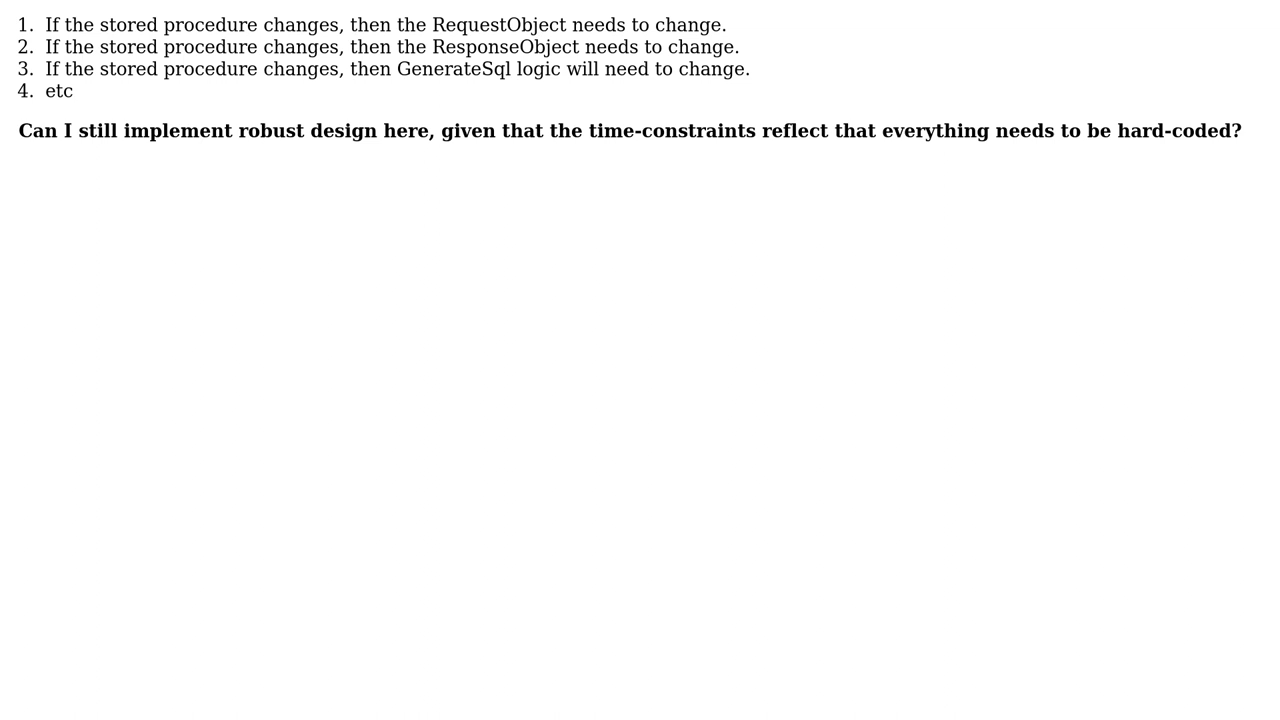 1. If the stored procedure changes, then the RequestObject needs to change.
2. If the stored procedure changes, then the ResponseObject needs to change.
3. If the stored procedure changes, then GenerateSql logic will need to change.
4. etc
Can I still implement robust design here, given that the time-constraints reflect that everything needs to be hard-coded?